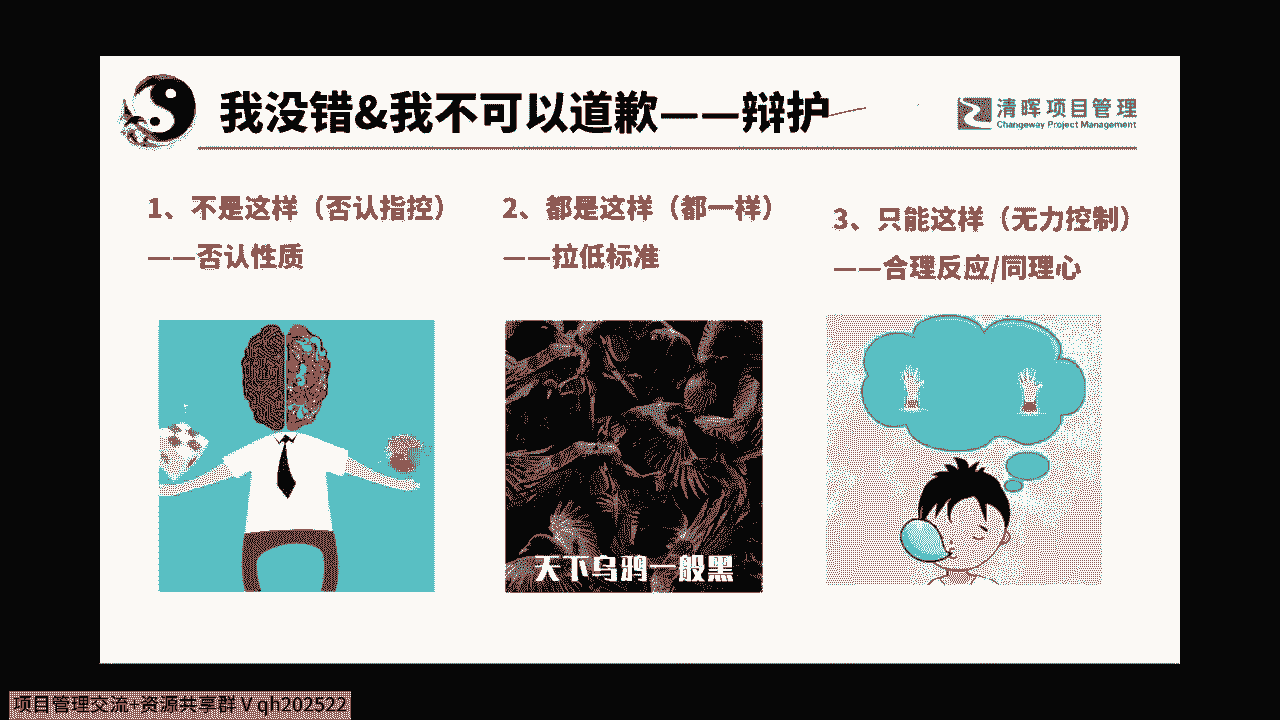 我没错&我不可以道歉——辩护
清晖项目管理
Changeway Project Management
1、不是这样（否认指控）
——否认性质
2、都是这样（都一样）
——拉低标准
3、只能这样（无力控制）
——合理反应/同理心
天下乌鸦一般黑
项目管理交流+资源共享群 V qh202522